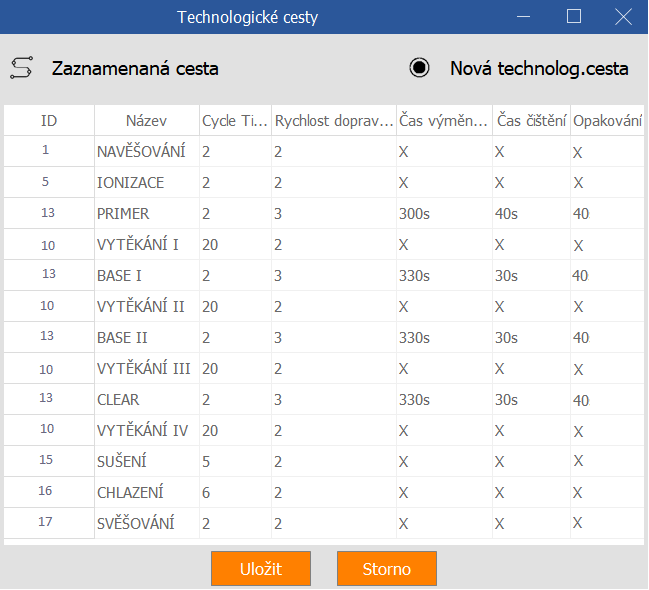 Technologické cesty
Zaznamenaná cesta Nová technolog.cesta
ID Název Cycle Ti... Rychlost doprav... Čas výměn... Čas čištění Opakování
1 NAVĚŠOVÁNÍ 2 2 X X X
5 IONIZACE 2 2 X X X
13 PRIMER 2 3 300s 40s 40
10 VYTĚKÁNÍ I 20 2 X X X
13 BASE I 2 3 330s 30s 40
10 VYTĚKÁNÍ II 20 2 X X X
13 BASE II 2 3 330s 30s 40
10 VYTĚKÁNÍ III 20 2 X X X
13 CLEAR 2 3 330s 30s 40
10 VYTĚKÁNÍ IV 20 2 X X X
15 SUŠENÍ 5 2 X X X
16 CHLAZENÍ 6 2 X X X
17 SVĚŠOVÁNÍ 2 2 X X X
Uložit Storno